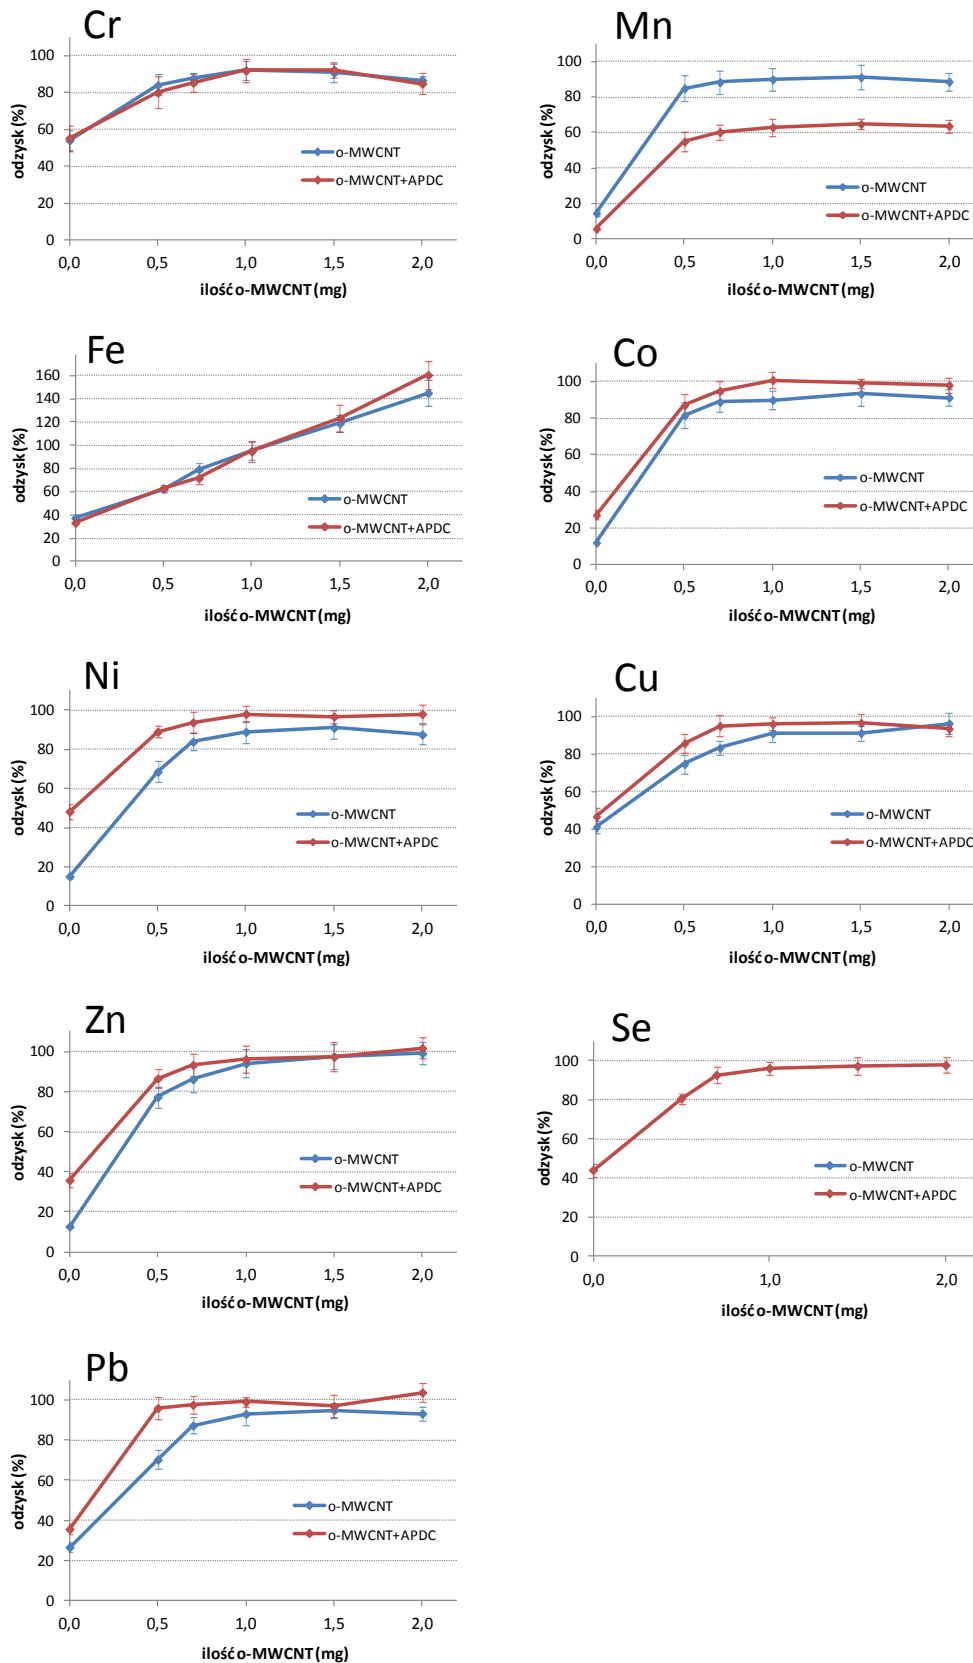 Cr
100
80
60
40
20
0
odzysk (%)
o-MWCNT
o-MWCNT+APDC
0,0 0,5 1,0 1,5 2,0
ilość o-MWCNT (mg)
Mn
100
80
60
40
20
0
odzysk (%)
o-MWCNT
o-MWCNT+APDC
0,0 0,5 1,0 1,5 2,0
ilość o-MWCNT (mg)
Fe
160
140
120
100
80
60
40
20
0
odzysk (%)
o-MWCNT
o-MWCNT+APDC
0,0 0,5 1,0 1,5 2,0
ilość o-MWCNT (mg)
Co
100
80
60
40
20
0
odzysk (%)
o-MWCNT
o-MWCNT+APDC
0,0 0,5 1,0 1,5 2,0
ilość o-MWCNT (mg)
Ni
100
80
60
40
20
0
odzysk (%)
o-MWCNT
o-MWCNT+APDC
0,0 0,5 1,0 1,5 2,0
ilość o-MWCNT (mg)
Cu
100
80
60
40
20
0
odzysk (%)
o-MWCNT
o-MWCNT+APDC
0,0 0,5 1,0 1,5 2,0
ilość o-MWCNT (mg)
Zn
100
80
60
40
20
0
odzysk (%)
o-MWCNT
o-MWCNT+APDC
0,0 0,5 1,0 1,5 2,0
ilość o-MWCNT (mg)
Se
100
80
60
40
20
0
odzysk (%)
o-MWCNT
o-MWCNT+APDC
0,0 1,0 2,0
ilość o-MWCNT (mg)
Pb
100
80
60
40
20
0
odzysk (%)
o-MWCNT
o-MWCNT+APDC
0,0 0,5 1,0 1,5 2,0
ilość o-MWCNT (mg)